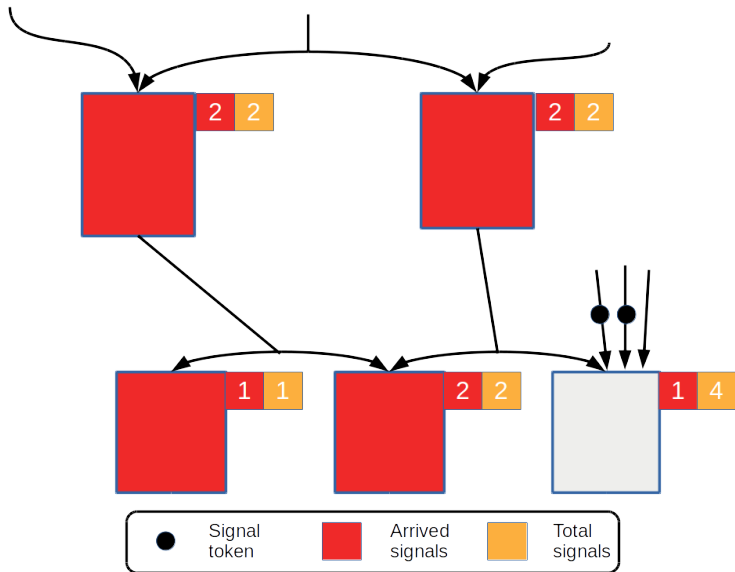 2 2
2 2
1 1
2 2
1 4
Signal
token
Arrived
signals
Total
signals